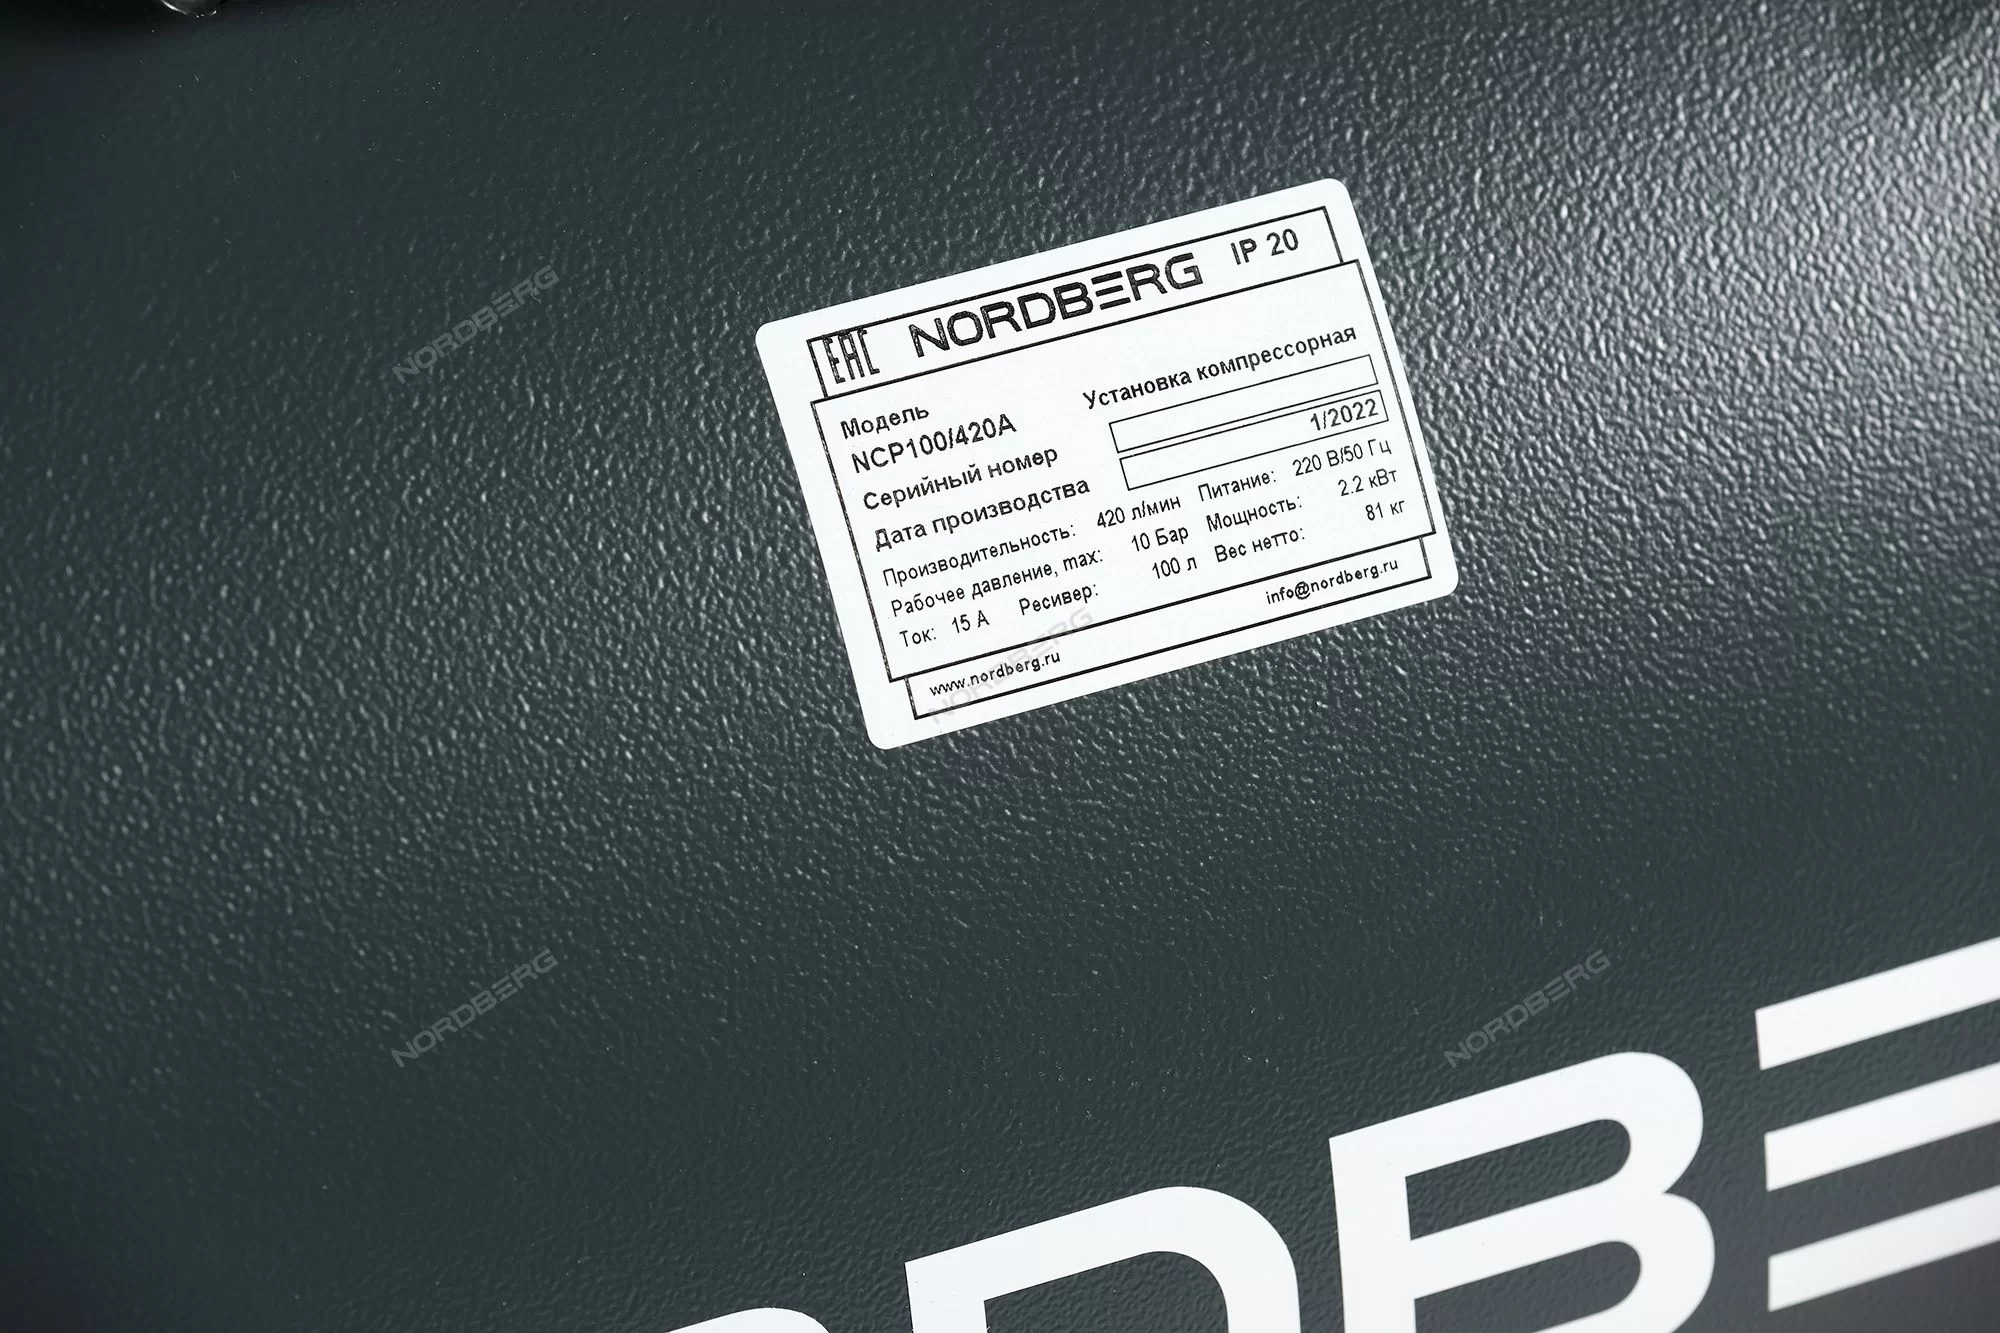 EAC NORDBERG IP 20
Модель Установка компрессорная
NCP100/420A
Серийный номер
Дата производства 1/2022
Производительность: 420 л/мин Питание: 220 В/50 Гц
Рабочее давление, max: 10 Бар Мощность: 2.2 кВт
Ток: 15 А Ресивер: 100 л Вес нетто: 81 кг
www.nordberg.ru info@nordberg.ru
NORDBERG
NORDBERG
NORDBERG
NORDBERG
DBE